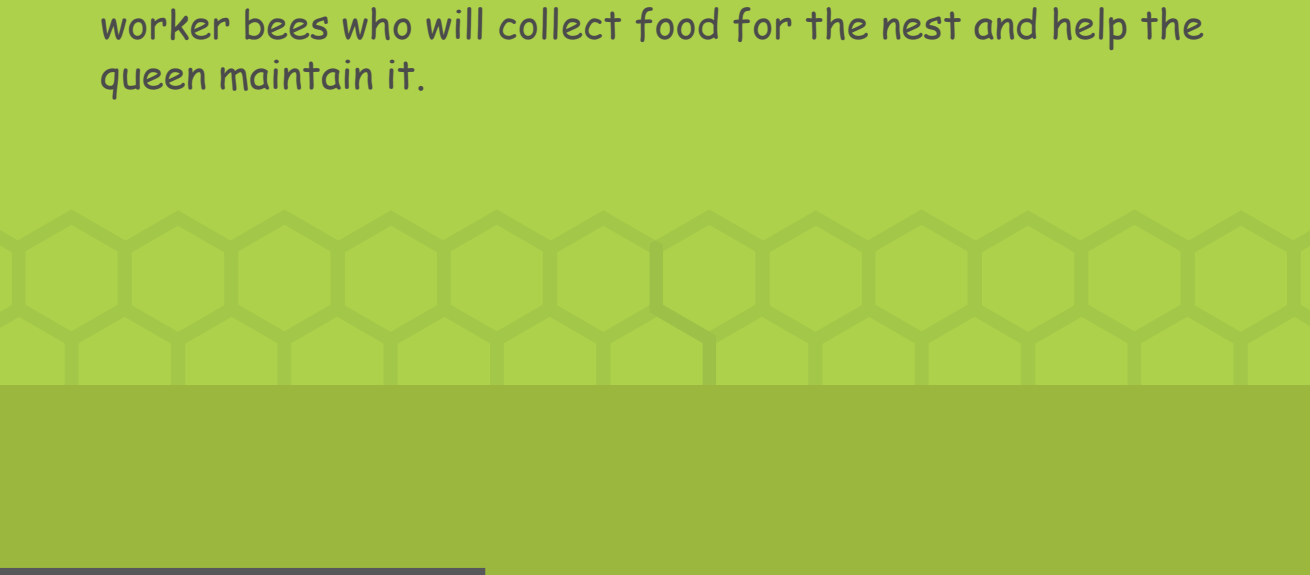 worker bees who will collect food for the nest and help the
queen maintain it.